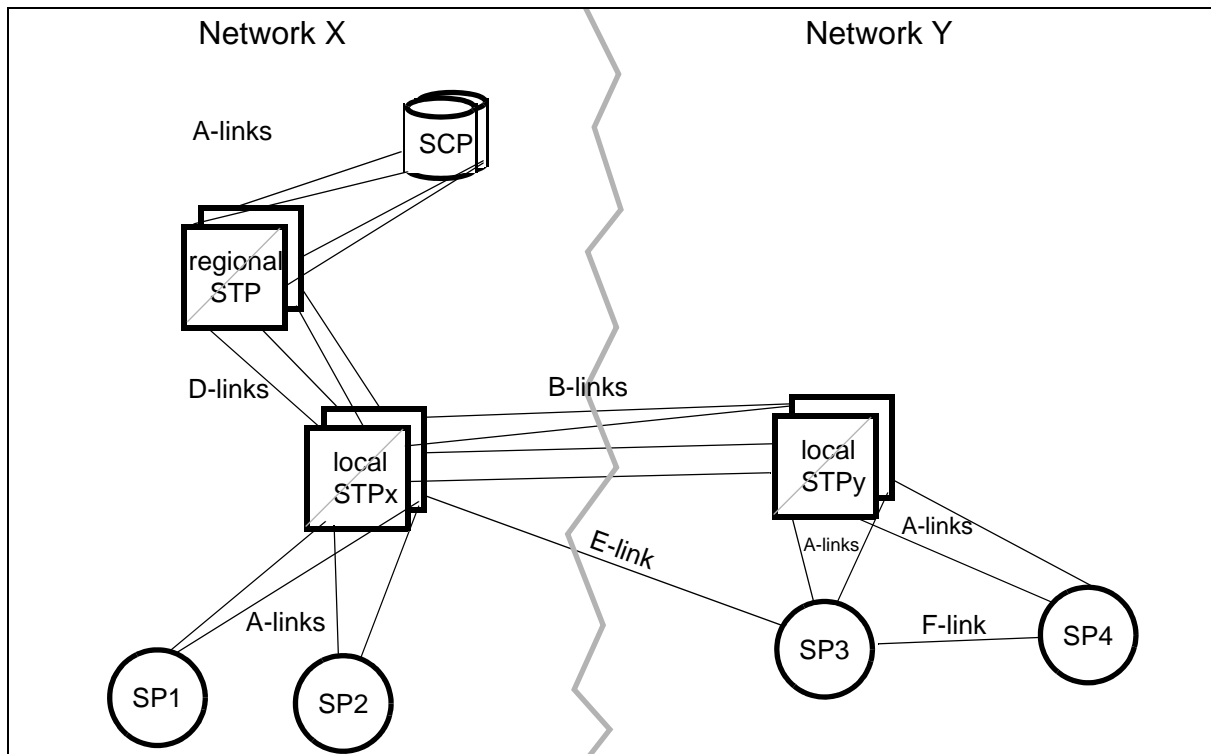 Network X
Network Y
A-links
SCP
regional
STP
D-links
B-links
local
STPx
local
STPy
E-link
A-links
A-links
A-links
F-link
SP1
SP2
SP3
SP4